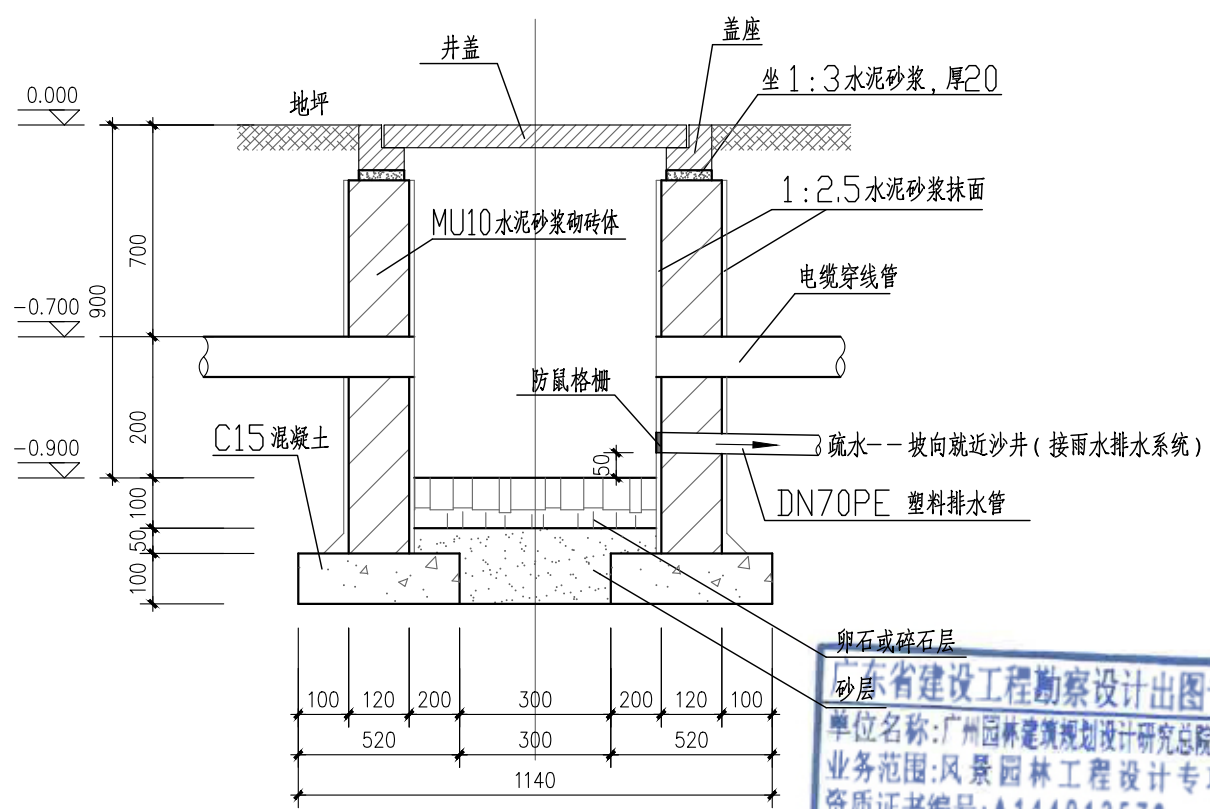 井盖
盖座
坐1:3水泥砂浆，厚20
0.000
地坪
1:2.5水泥砂浆抹面
MU10水泥砂浆砌砖体
700
900
电缆穿线管
-0.700
防鼠格栅
200
C15混凝土
疏水--坡向就近沙井(接雨水排水系统)
-0.900
50
100
DN70PE 塑料排水管
50
100
卵石或碎石层
砂层
100 120 200 300 200 120 100
520 300 520
1140
广东省建设工程勘察设计出图
单位名称:广州园林建筑规划设计研究总院
业务范围:风景园林工程设计专
资质证书编号: